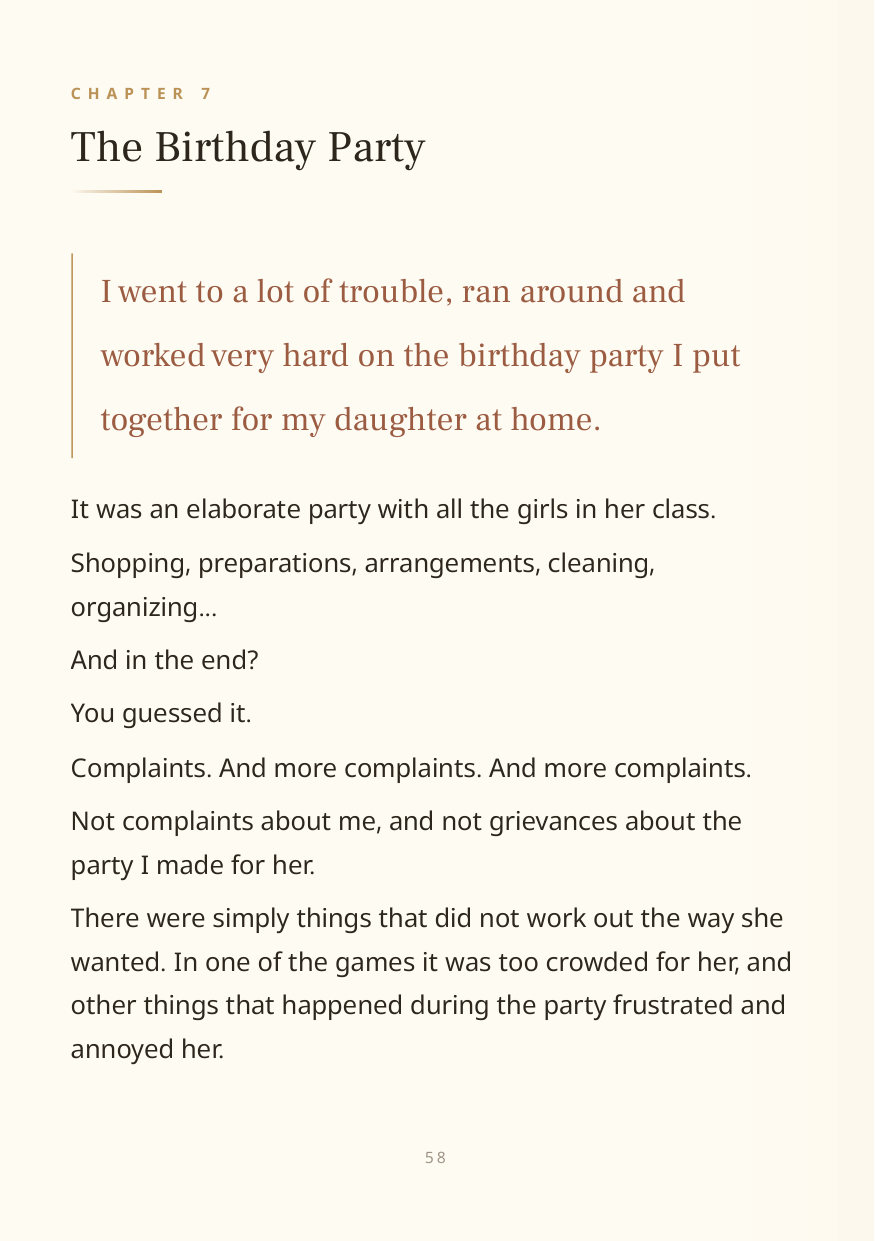 CHAPTER 7
The Birthday Party
I went to a lot of trouble, ran around and
worked very hard on the birthday party I put
together for my daughter at home.
It was an elaborate party with all the girls in her class.
Shopping, preparations, arrangements, cleaning,
organizing...
And in the end?
You guessed it.
Complaints. And more complaints. And more complaints.
Not complaints about me, and not grievances about the
party I made for her.
There were simply things that did not work out the way she
wanted. In one of the games it was too crowded for her, and
other things that happened during the party frustrated and
annoyed her.
58